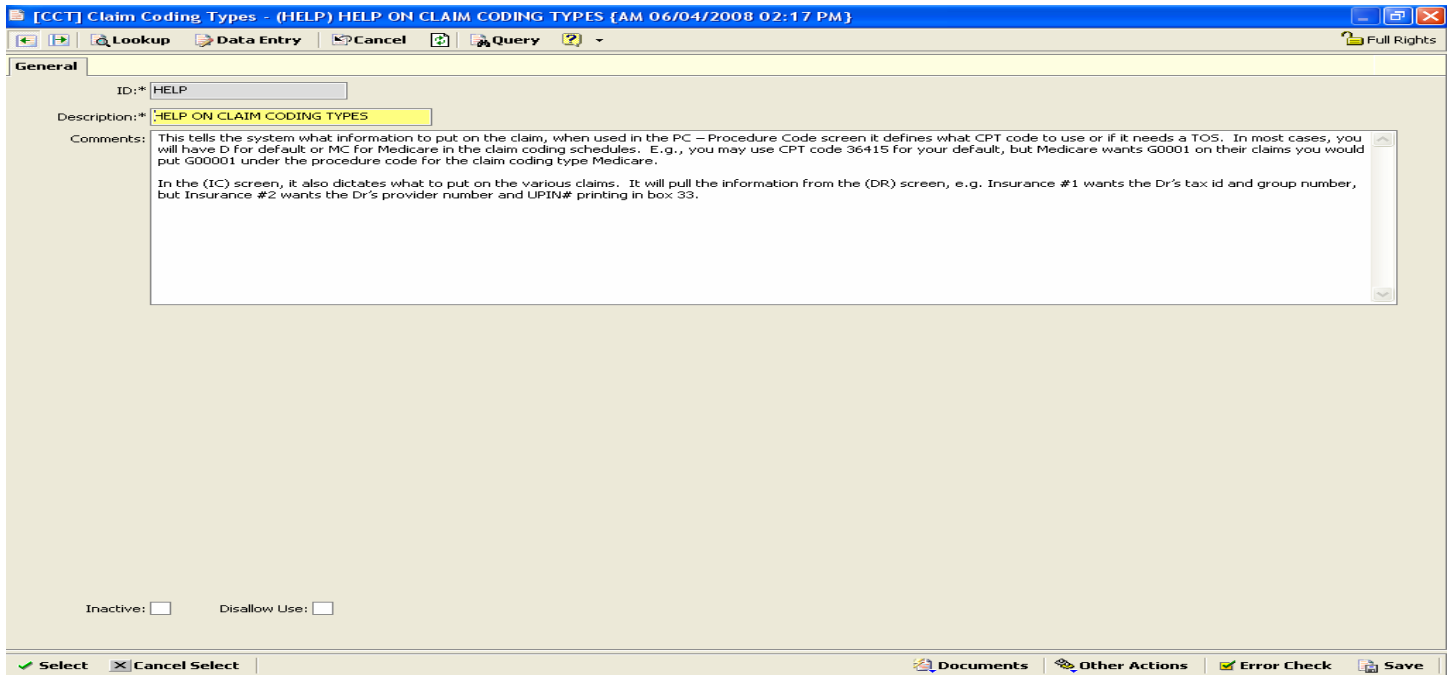 [CCT] Claim Coding Types - (HELP) HELP ON CLAIM CODING TYPES {AM 06/04/2008 02:17 PM}
Lookup Data Entry Cancel Query Full Rights
General
ID:* HELP
Description:* HELP ON CLAIM CODING TYPES
Comments: This tells the system what information to put on the claim, when used in the PC – Procedure Code screen it defines what CPT code to use or if it needs a TOS. In most cases, you
will have D for default or MC for Medicare in the claim coding schedules. E.g., you may use CPT code 36415 for your default, but Medicare wants G0001 on their claims you would
put G00001 under the procedure code for the claim coding type Medicare.
In the (IC) screen, it also dictates what to put on the various claims. It will pull the information from the (DR) screen, e.g. Insurance #1 wants the Dr's tax id and group number,
but Insurance #2 wants the Dr's provider number and UPIN# printing in box 33.
Inactive: Disallow Use:
Select Cancel Select Documents Other Actions Error Check Save